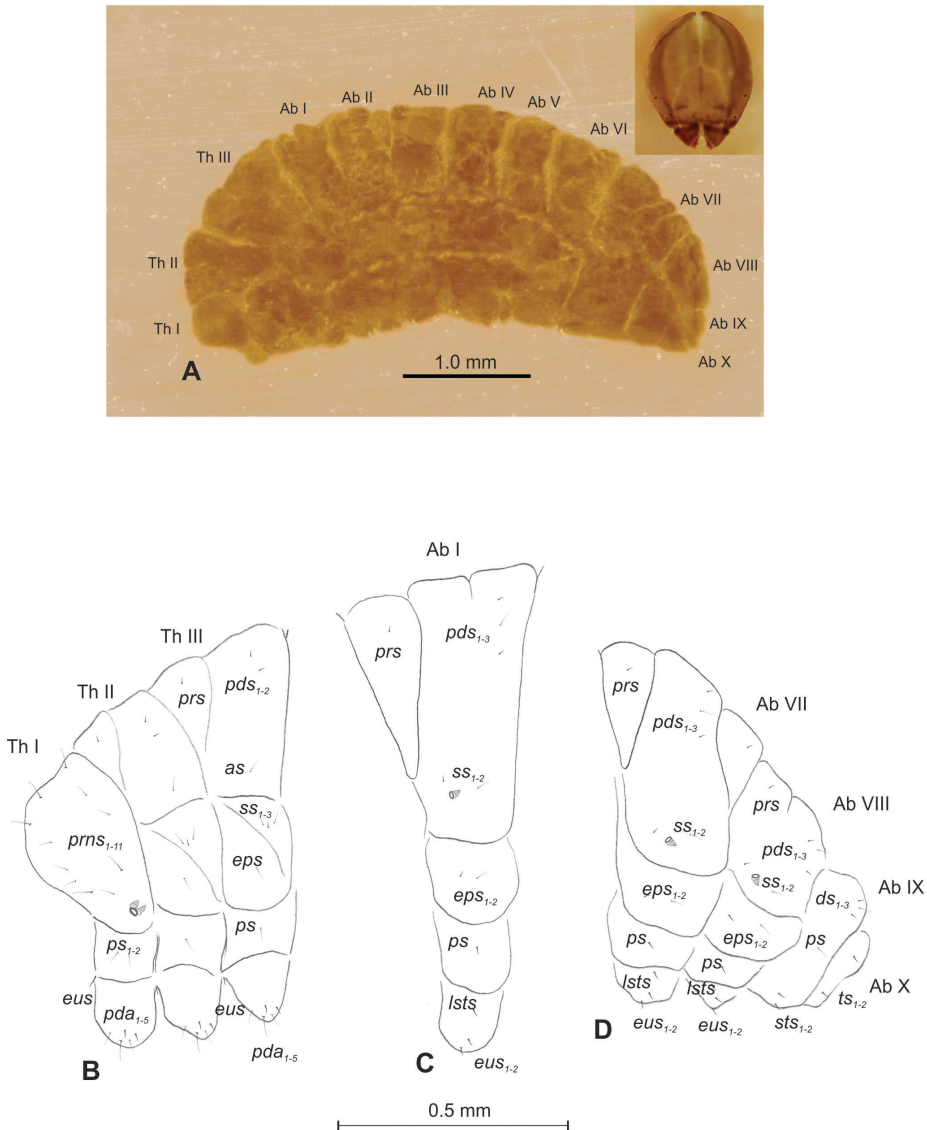 Ab I
Ab II
Ab III
Ab IV
Ab V
Ab VI
Th III
Ab VII
Th II
Ab VIII
Th I
Ab IX
Ab X
A
1.0 mm
Ab I
Th III
Th II
Th I
prs
pds1-2
as
ss1-3
prns1-11
eps
ps
ps1-2
eus
pda1-5
eus
pda1-5
B
prs
pds1-3
ss1-2
eps1-2
ps
lsts
eus1-2
C
prs
pds1-3
Ab VII
prs
Ab VIII
ss1-2
pds1-3
ss1-2
Ab IX
eps1-2
ds1-3
ps
eps1-2
ps
ps
lsts
lsts
Ab X
ts1-2
eus1-2
eus1-2
sts1-2
D
0.5 mm